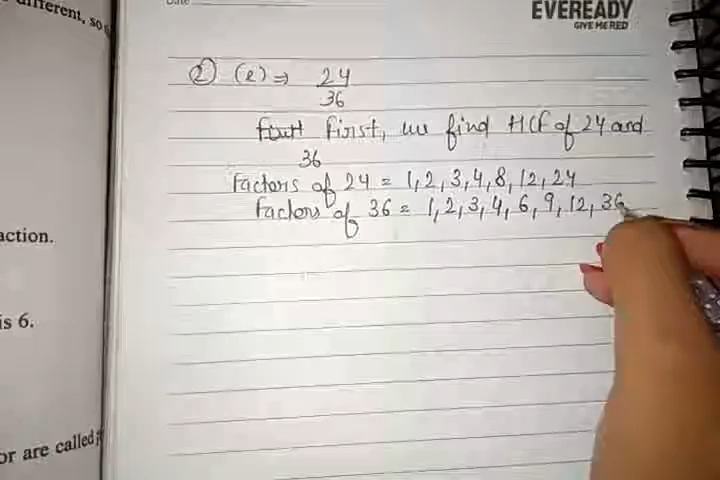 ifferent, so
Date
EVEREADY
GIVE ME RED
2 (e) ⇒ 24
36
First, we find HCF of 24 and
36
Factors of 24 = 1, 2, 3, 4, 8, 12, 24
Factors of 36 = 1, 2, 3, 4, 6, 9, 12, 36
action.
is 6.
or are called